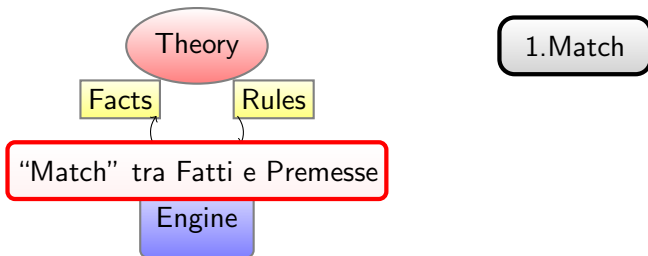 Theory
1.Match
Facts
Rules
“Match” tra Fatti e Premesse
Engine